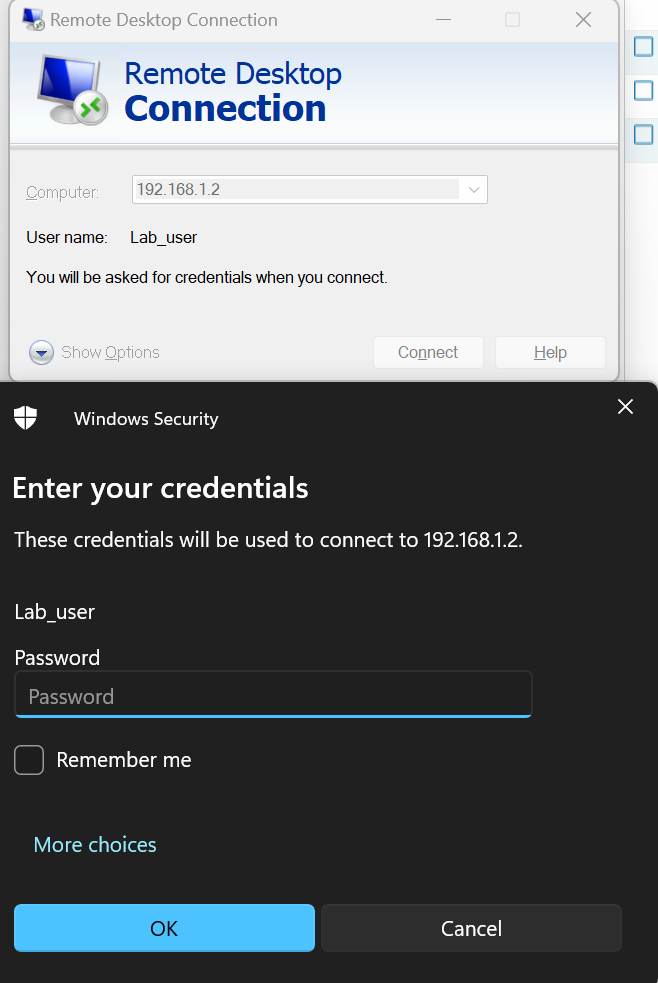 Remote Desktop Connection
Remote Desktop
Connection
Computer: 192.168.1.2
User name: Lab_user
You will be asked for credentials when you connect.
Show Options Connect Help
Windows Security
Enter your credentials
These credentials will be used to connect to 192.168.1.2.
Lab_user
Password
Password
Remember me
More choices
OK Cancel